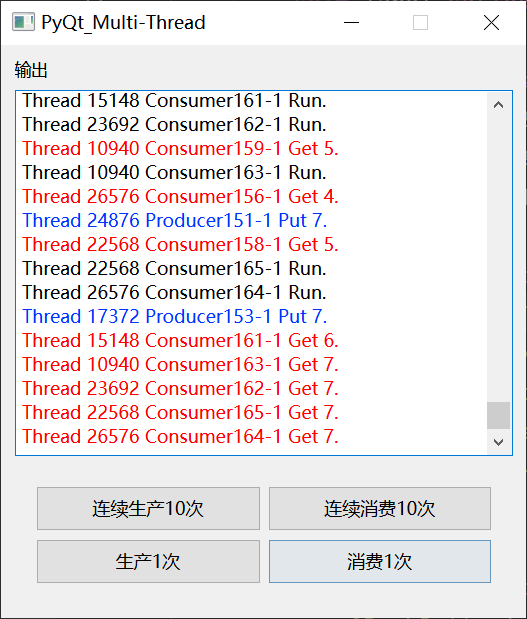 PyQt_Multi-Thread
输出
Thread 15148 Consumer161-1 Run.
Thread 23692 Consumer162-1 Run.
Thread 10940 Consumer159-1 Get 5.
Thread 10940 Consumer163-1 Run.
Thread 26576 Consumer156-1 Get 4.
Thread 24876 Producer151-1 Put 7.
Thread 22568 Consumer158-1 Get 5.
Thread 22568 Consumer165-1 Run.
Thread 26576 Consumer164-1 Run.
Thread 17372 Producer153-1 Put 7.
Thread 15148 Consumer161-1 Get 6.
Thread 10940 Consumer163-1 Get 7.
Thread 23692 Consumer162-1 Get 7.
Thread 22568 Consumer165-1 Get 7.
Thread 26576 Consumer164-1 Get 7.
连续生产10次 连续消费10次
生产1次 消费1次